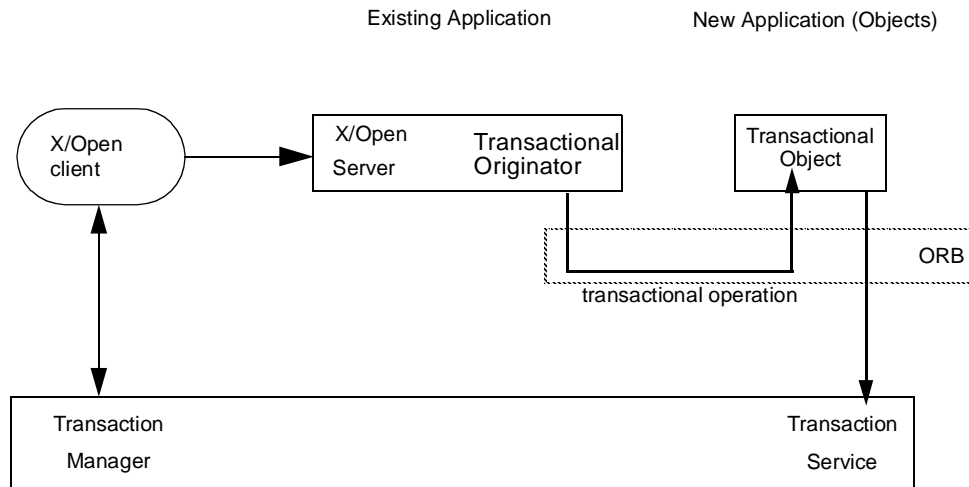 Existing Application
New Application (Objects)
X/Open
client
X/Open
Server
Transactional
Originator
Transactional
Object
ORB
transactional operation
Transaction
Manager
Transaction
Service